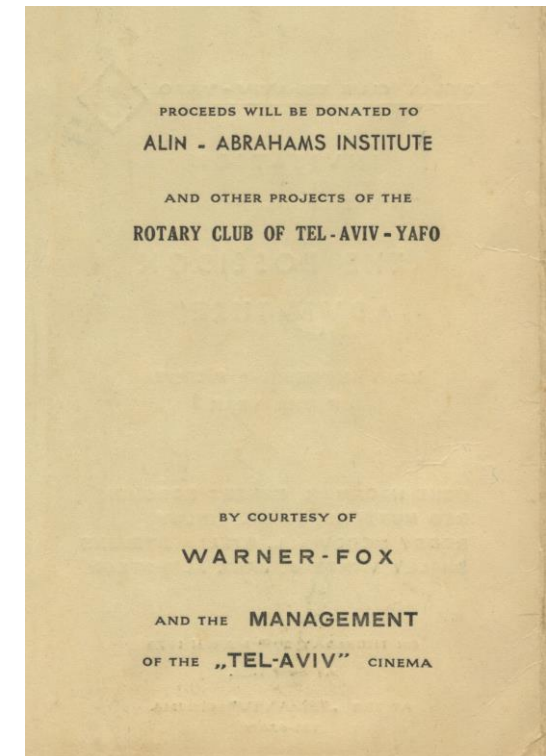 PROCEEDS WILL BE DONATED TO
ALIN - ABRAHAMS INSTITUTE
AND OTHER PROJECTS OF THE
ROTARY CLUB OF TEL-AVIV-YAFO
BY COURTESY OF
WARNER-FOX
AND THE MANAGEMENT
OF THE „TEL-AVIV” CINEMA